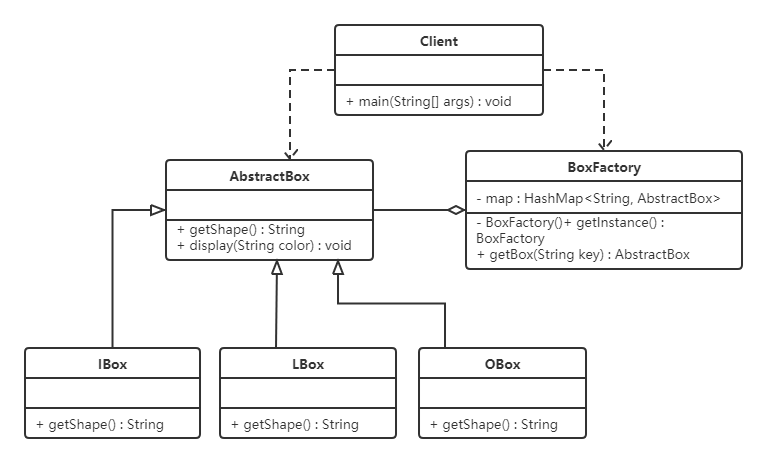 Client
+ main(String[] args) : void
AbstractBox
+ getShape() : String
+ display(String color) : void
BoxFactory
- map : HashMap<String, AbstractBox>
- BoxFactory()+ getInstance() :
BoxFactory
+ getBox(String key) : AbstractBox
IBox
+ getShape() : String
LBox
+ getShape() : String
OBox
+ getShape() : String